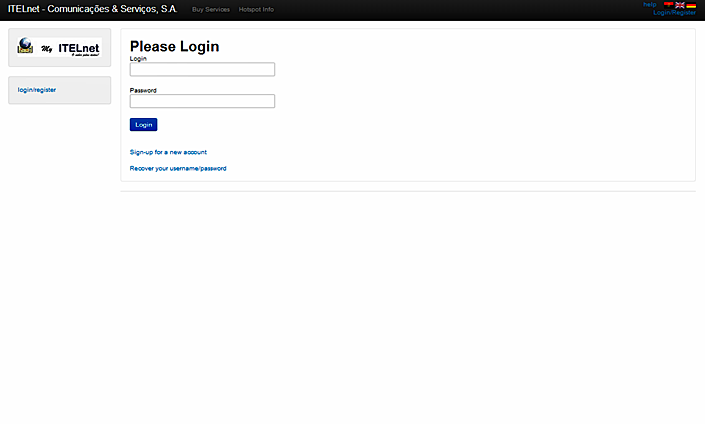 ITELnet - Comunicações & Serviços, S.A. Buy Services Hotspot Info help
Login/Register
My ITELnet
login/register
Please Login
Login
Password
Login
Sign-up for a new account
Recover your username/password